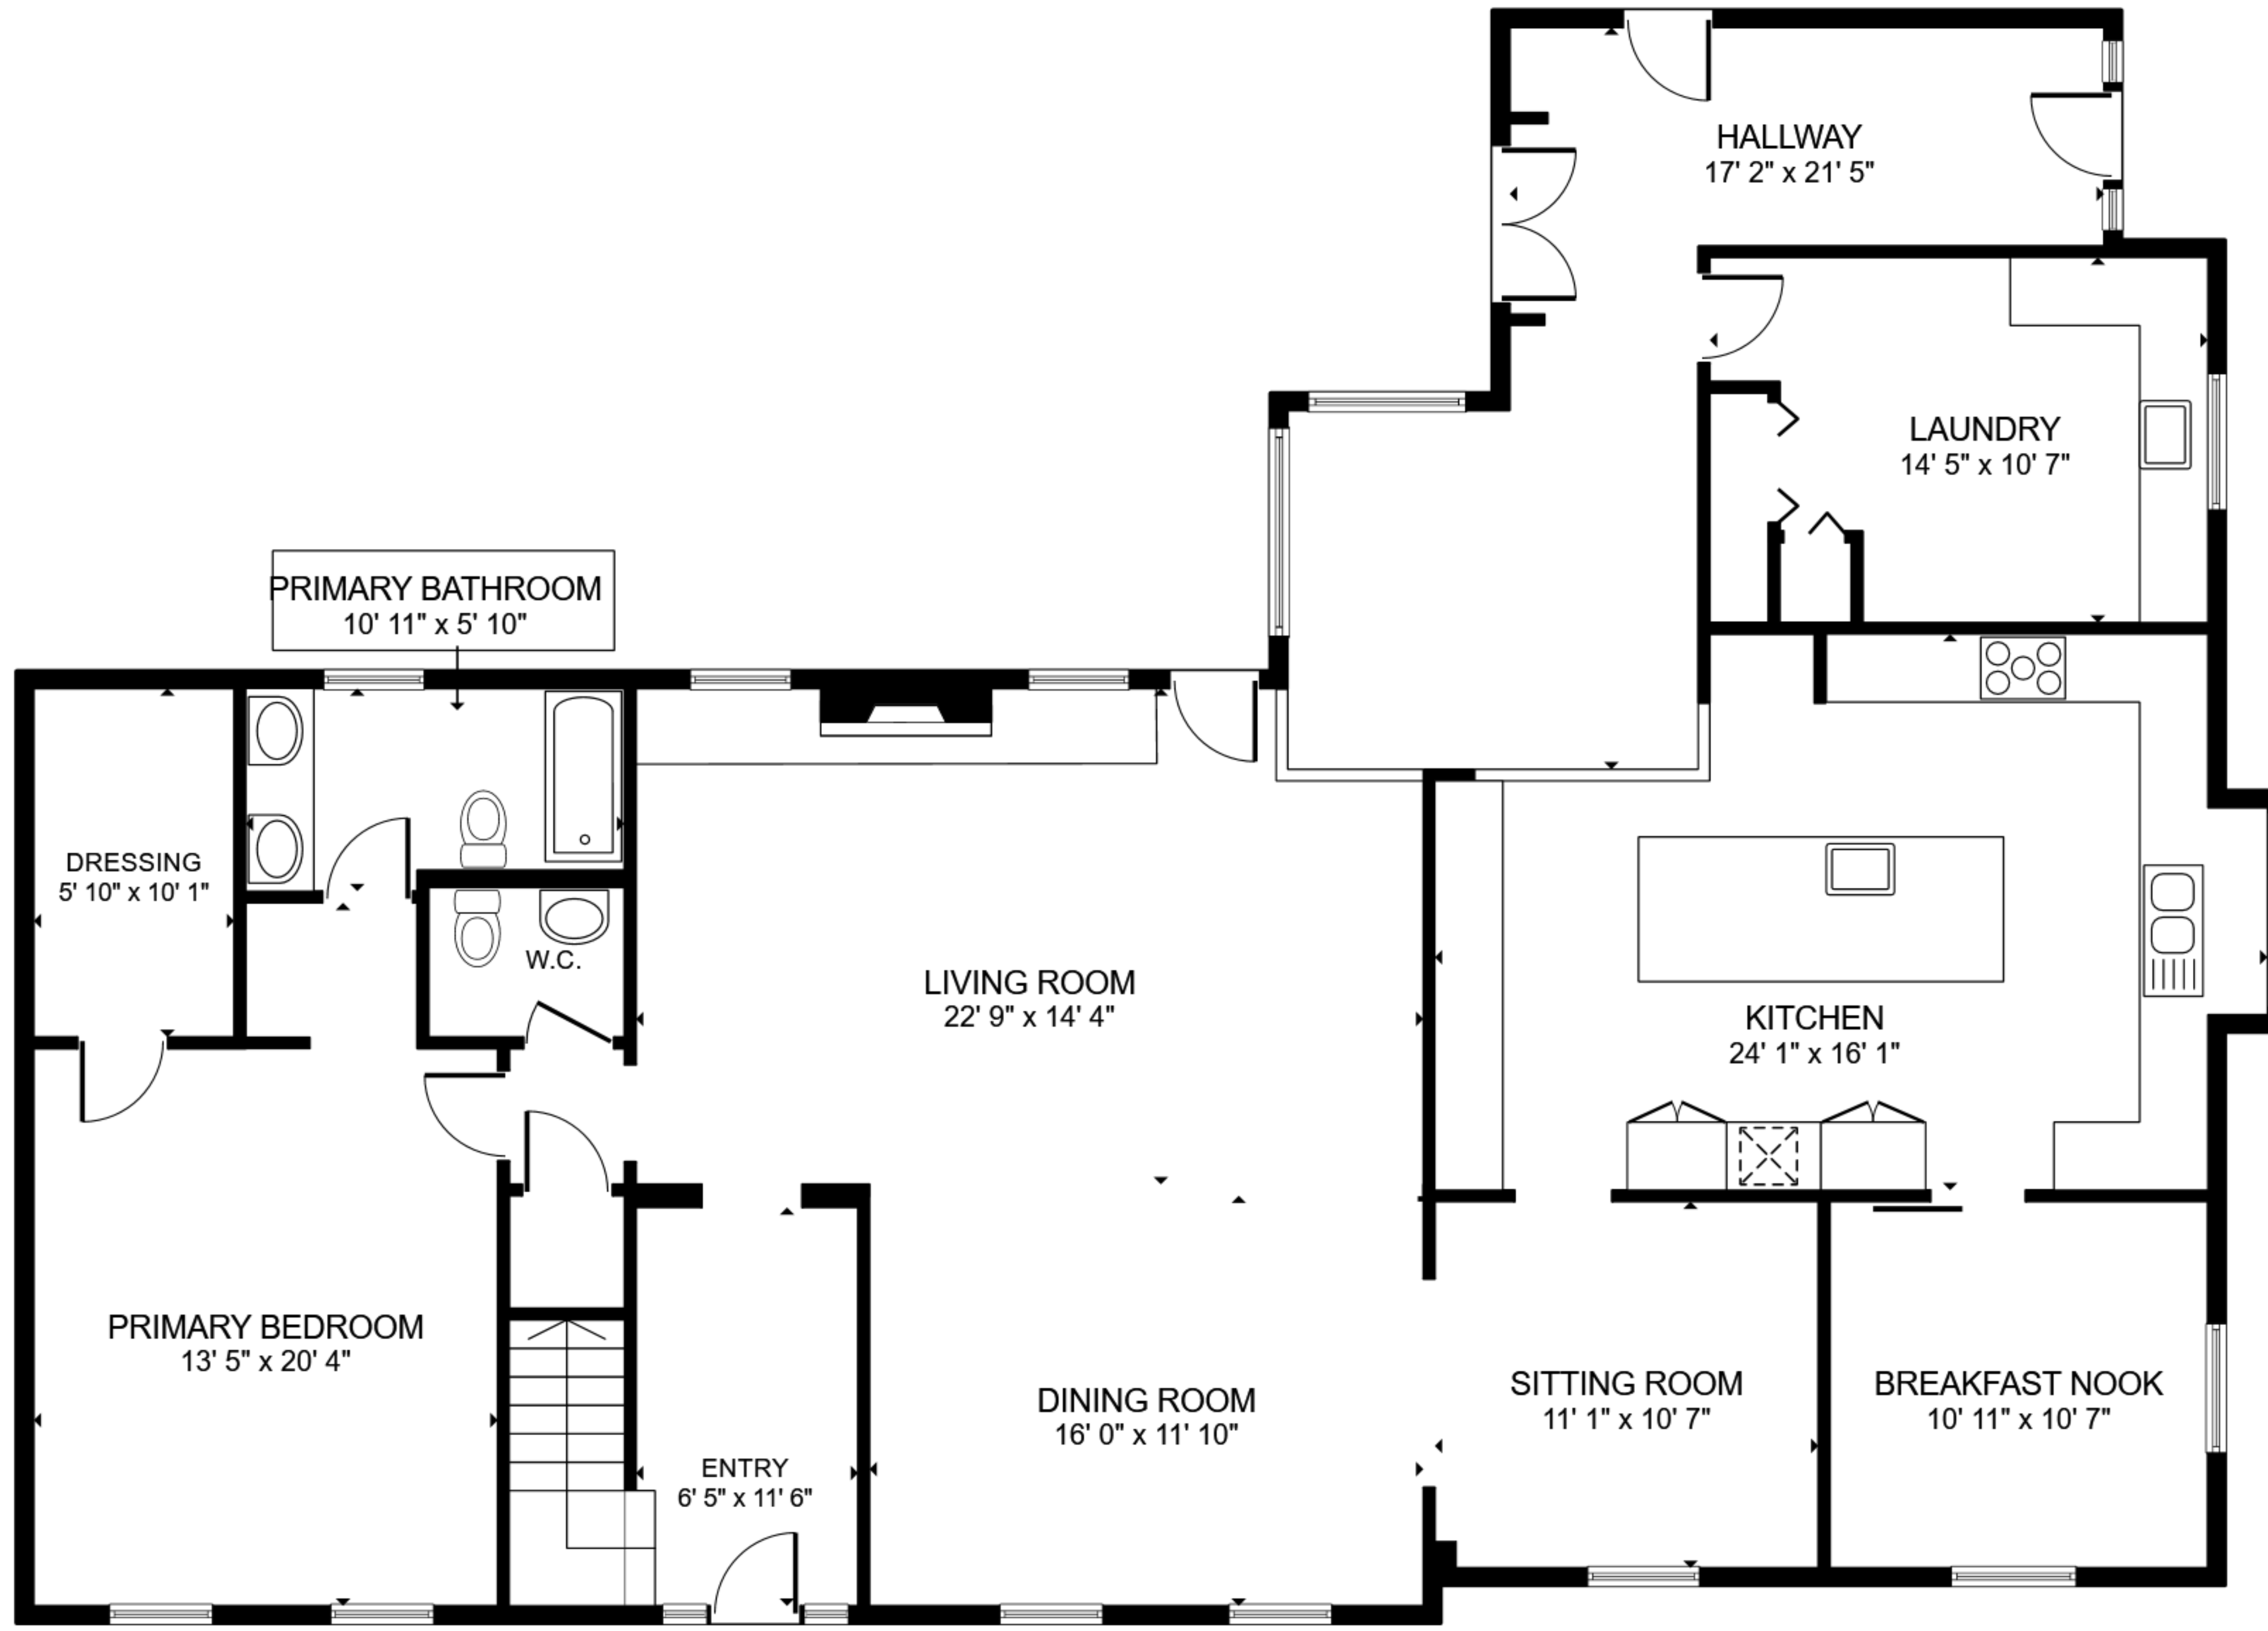 HALLWAY
17' 2" x 21' 5"
LAUNDRY
14' 5" x 10' 7"
PRIMARY BATHROOM
10' 11" x 5' 10"
DRESSING
5' 10" x 10' 1"
W.C.
LIVING ROOM
22' 9" x 14' 4"
KITCHEN
24' 1" x 16' 1"
PRIMARY BEDROOM
13' 5" x 20' 4"
ENTRY
6' 5" x 11' 6"
DINING ROOM
16' 0" x 11' 10"
SITTING ROOM
11' 1" x 10' 7"
BREAKFAST NOOK
10' 11" x 10' 7"